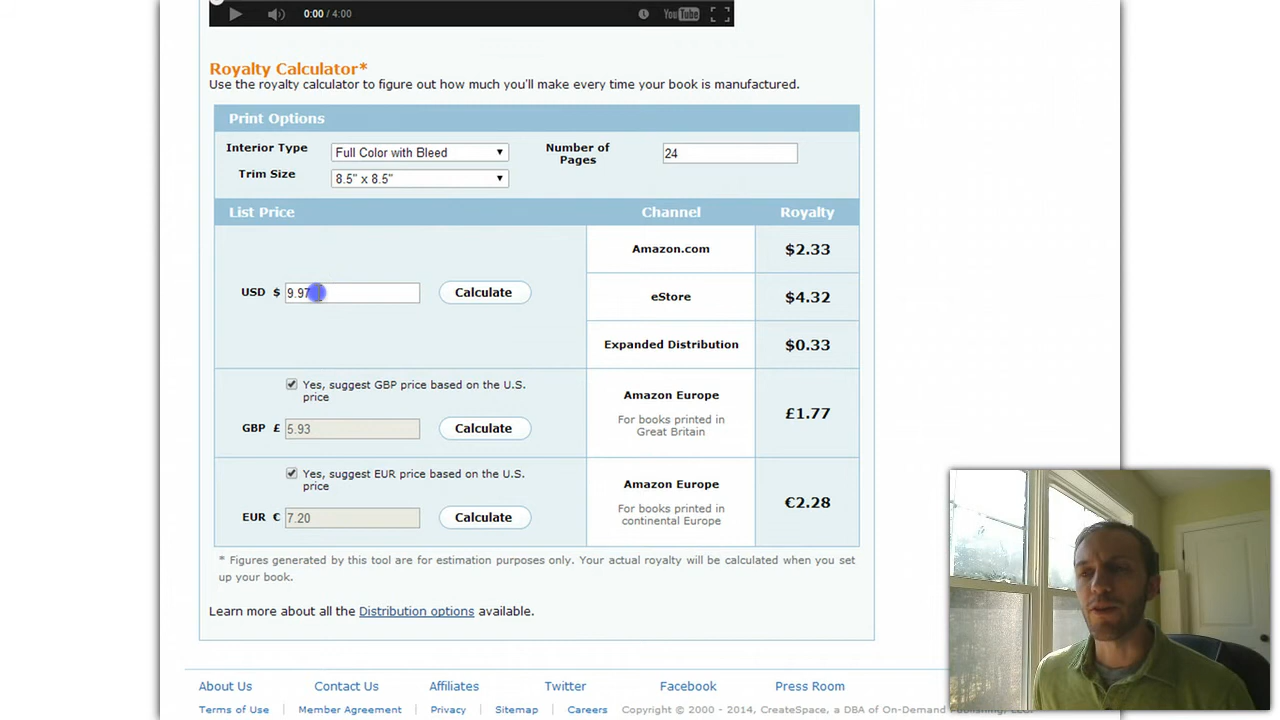 0:00 / 4:00
You Tube
Royalty Calculator*
Use the royalty calculator to figure out how much you'll make every time your book is manufactured.
Print Options
Interior Type
Full Color with Bleed
Number of
Pages
24
Trim Size
8.5" x 8.5"
List Price
Channel
Royalty
USD $
9.97
Calculate
Amazon.com
$2.33
eStore
$4.32
Expanded Distribution
$0.33
Yes, suggest GBP price based on the U.S.
price
GBP £
5.93
Calculate
Amazon Europe
For books printed in
Great Britain
£1.77
Yes, suggest EUR price based on the U.S.
price
EUR €
7.20
Calculate
Amazon Europe
For books printed in
continental Europe
€2.28
* Figures generated by this tool are for estimation purposes only. Your actual royalty will be calculated when you set
up your book.
Learn more about all the Distribution options available.
About Us
Contact Us
Affiliates
Twitter
Facebook
Press Room
Terms of Use
Member Agreement
Privacy
Sitemap
Careers
Copyright © 2000 - 2014, CreateSpace, a DBA of On-Demand